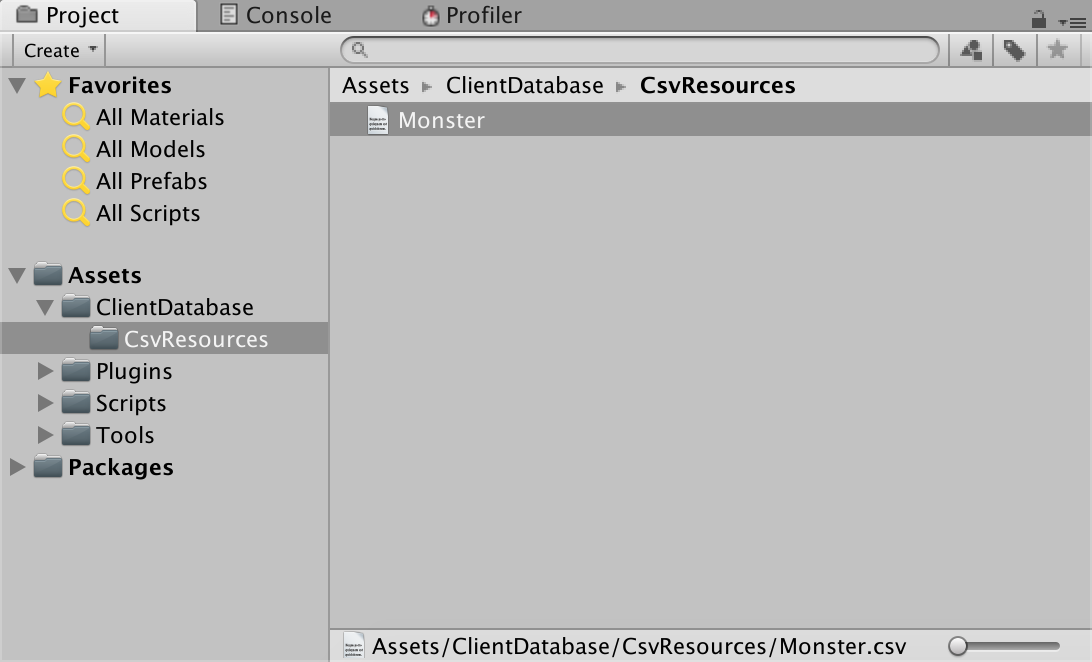 Project Console Profiler
Create
Favorites
All Materials
All Models
All Prefabs
All Scripts
Assets
ClientDatabase
CsvResources
Plugins
Scripts
Tools
Packages
Assets ClientDatabase CsvResources
Monster
Assets/ClientDatabase/CsvResources/Monster.csv